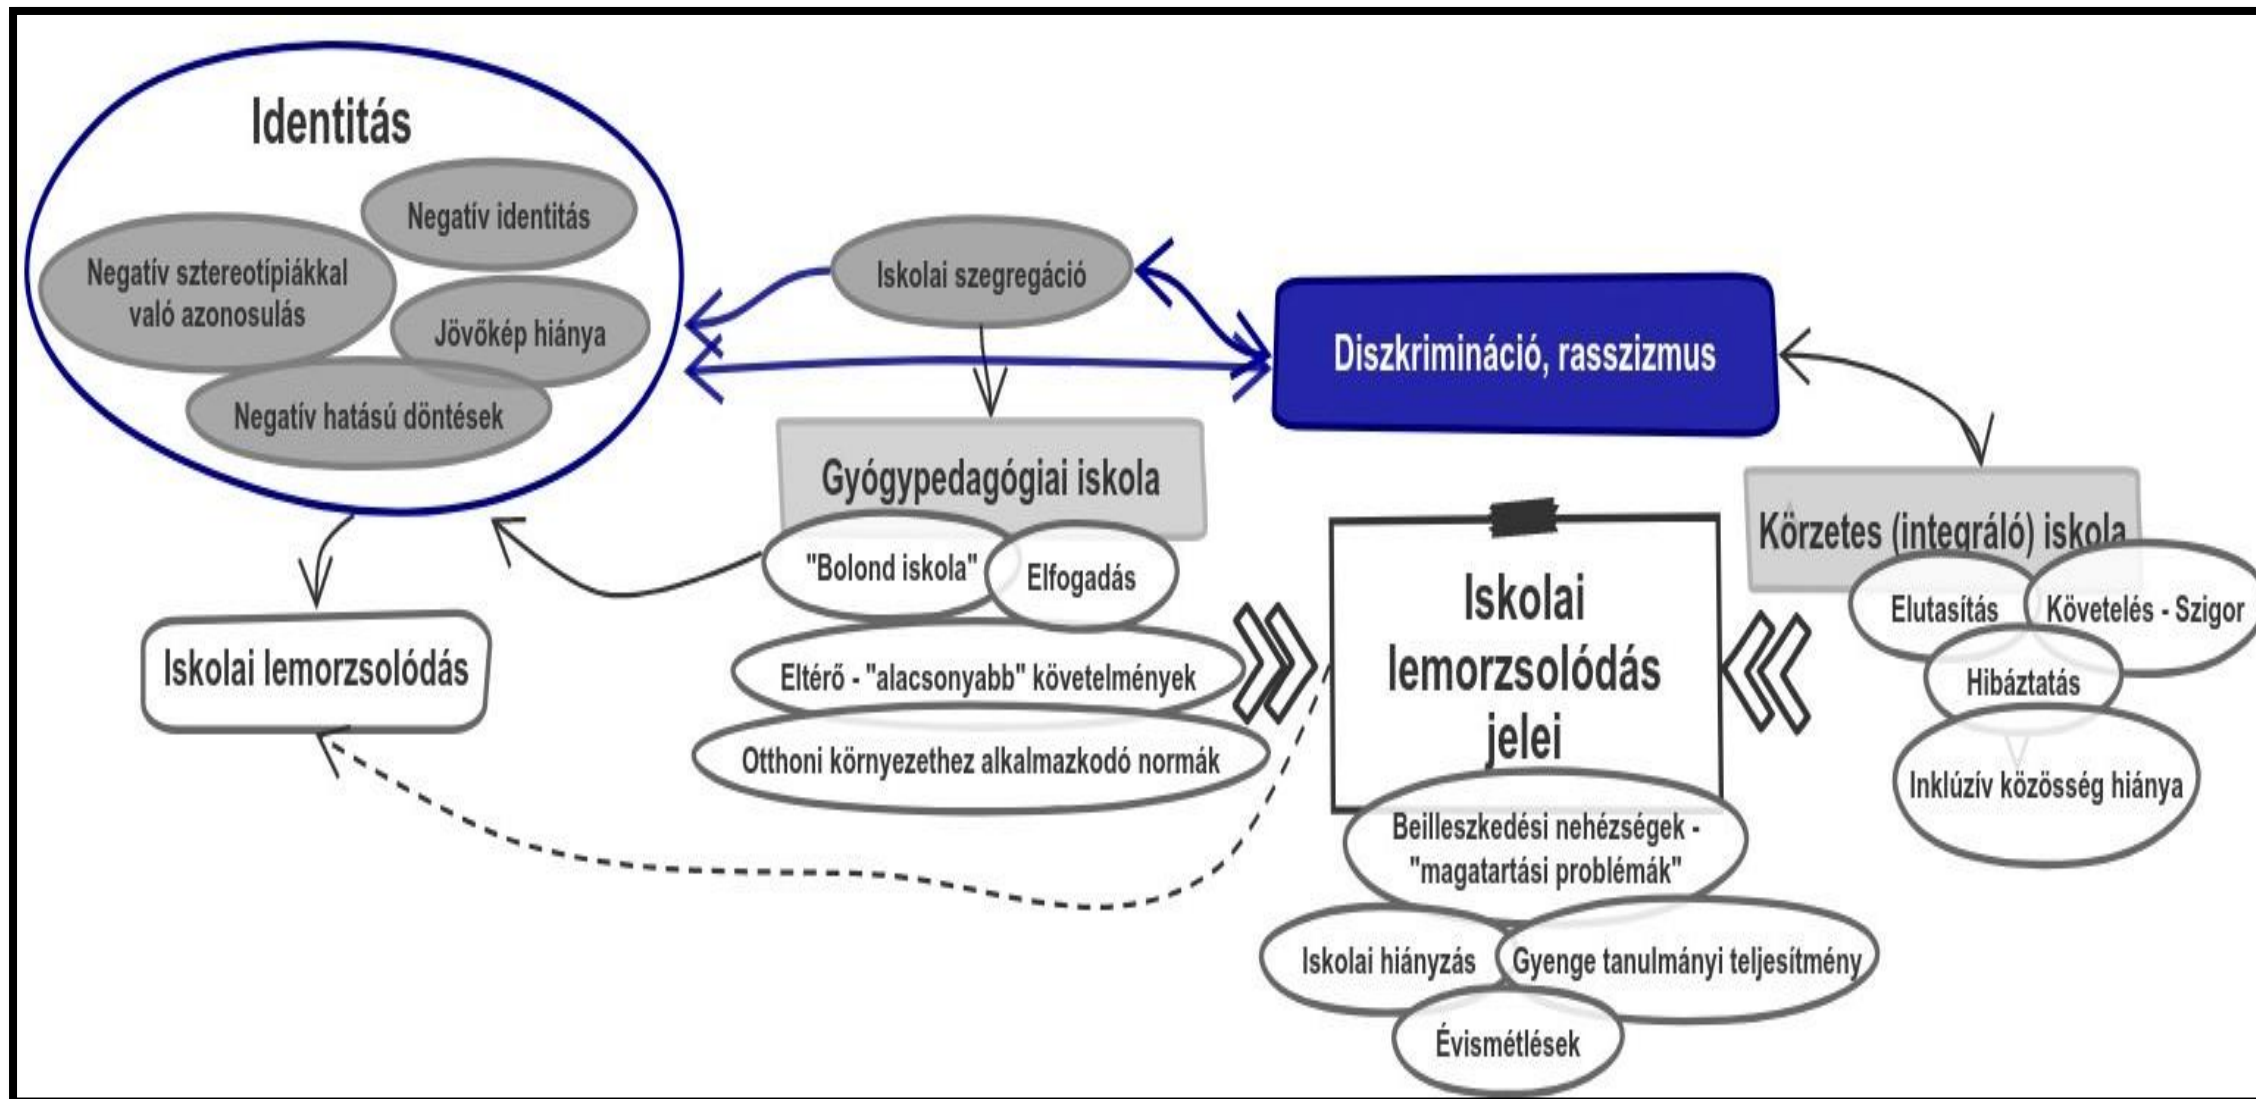 Identitás
Negatív identitás
Negatív sztereotípiákkal
való azonosulás
Jövőkép hiánya
Negatív hatású döntések
Iskolai lemorzsolódás
Iskolai szegregáció
Gyógypedagógiai iskola
"Bolond iskola"
Elfogadás
Eltérő - "alacsonyabb" követelmények
Otthoni környezethez alkalmazkodó normák
Diszkrimináció, rasszizmus
Iskolai
lemorzsolódás
jelei
Beilleszkedési nehézségek -
"magatartási problémák"
Iskolai hiányzás
Gyenge tanulmányi teljesítmény
Évismétlések
Körzetes (integráló) iskola
Elutasítás
Követelés - Szigor
Hibáztatás
Inklúzív közösség hiánya